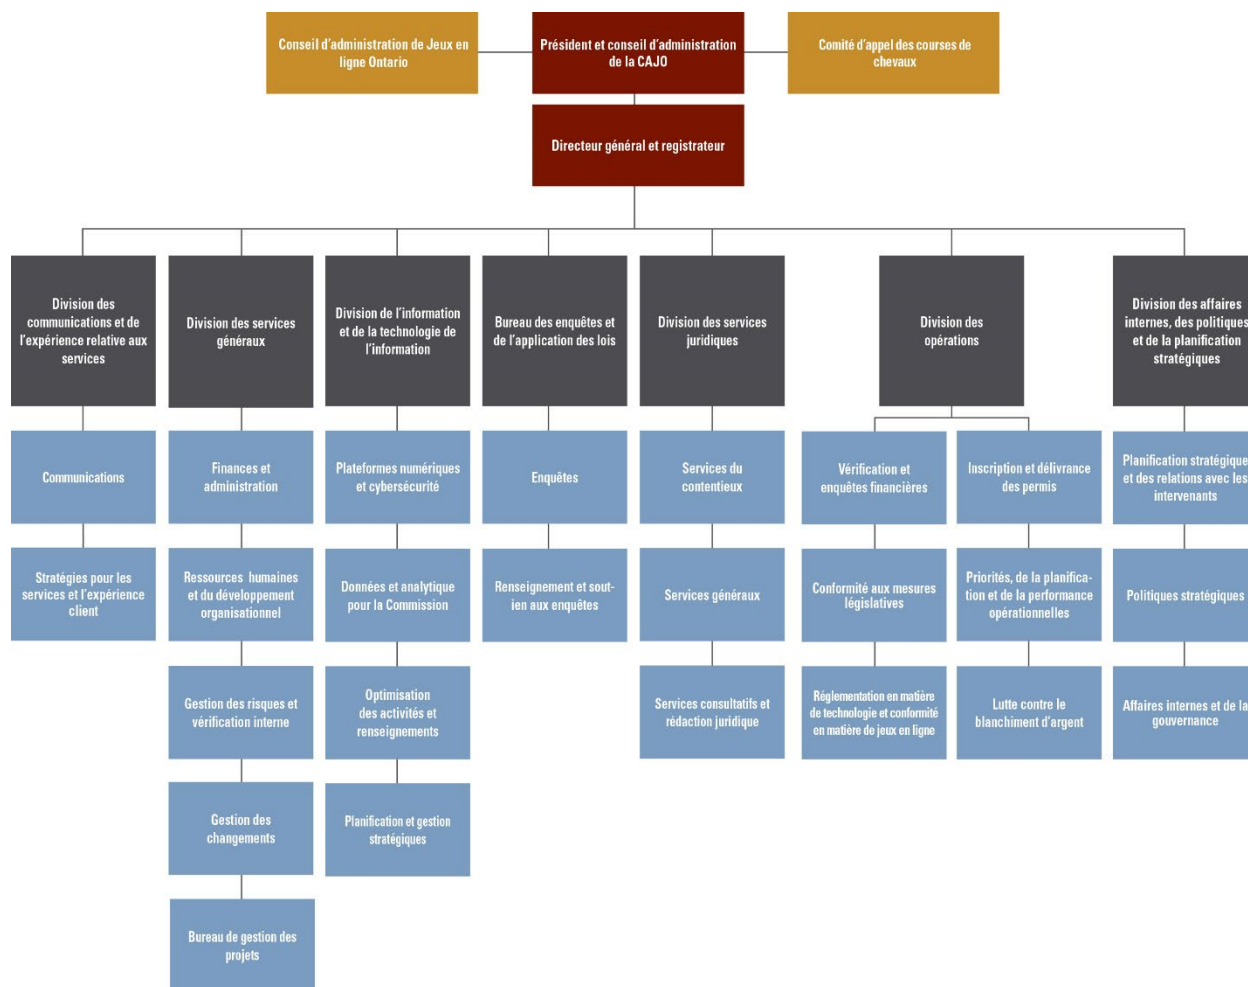 Conseil d'administration de Jeux en
ligne Ontario
Président et conseil d'administration
de la CAJO
Comité d'appel des courses de
chevaux
Directeur général et registrateur
Division des
communications et de
l'expérience relative aux
services
Division des services
généraux
Division de l'information
et de la technologie de
l'information
Bureau des enquêtes et
de l'application des lois
Division des services
juridiques
Division des
opérations
Division des affaires
internes, des politiques
et de la planification
stratégiques
Communications
Finances et
administration
Plateformes numériques
et cybersécurité
Enquêtes
Services du
contentieux
Vérification et
enquêtes financières
Inscription et délivrance
des permis
Planification stratégique
et des relations avec les
intervenants
Stratégies pour les
services et l'expérience
client
Ressources humaines
et du développement
organisationnel
Données et analytique
pour la Commission
Renseignement et sout-
ien aux enquêtes
Services généraux
Conformité aux mesures
législatives
Priorités, de la planifica-
tion et de la performance
opérationnelles
Politiques stratégiques
Gestion des risques et
vérification interne
Optimisation
des activités et
renseignements
Services consultatifs et
rédaction juridique
Réglementation en matière
de technologie et conformité
en matière de jeux en ligne
Lutte contre le
blanchiment d'argent
Affaires internes et de la
gouvernance
Gestion des
changements
Planification et gestion
stratégiques
Bureau de gestion des
projets